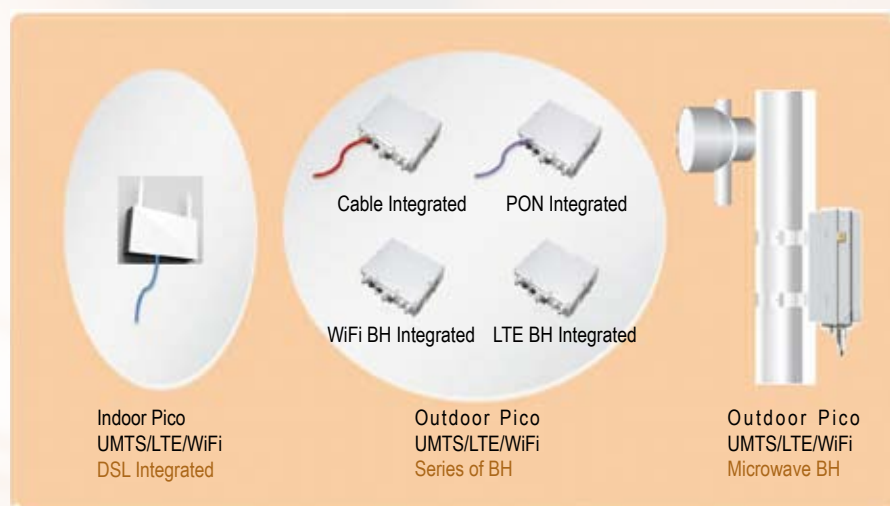 Cable Integrated
PON Integrated
WiFi BH Integrated
LTE BH Integrated
Indoor Pico
UMTS/LTE/WiFi
DSL Integrated
Outdoor Pico
UMTS/LTE/WiFi
Series of BH
Outdoor Pico
UMTS/LTE/WiFi
Microwave BH